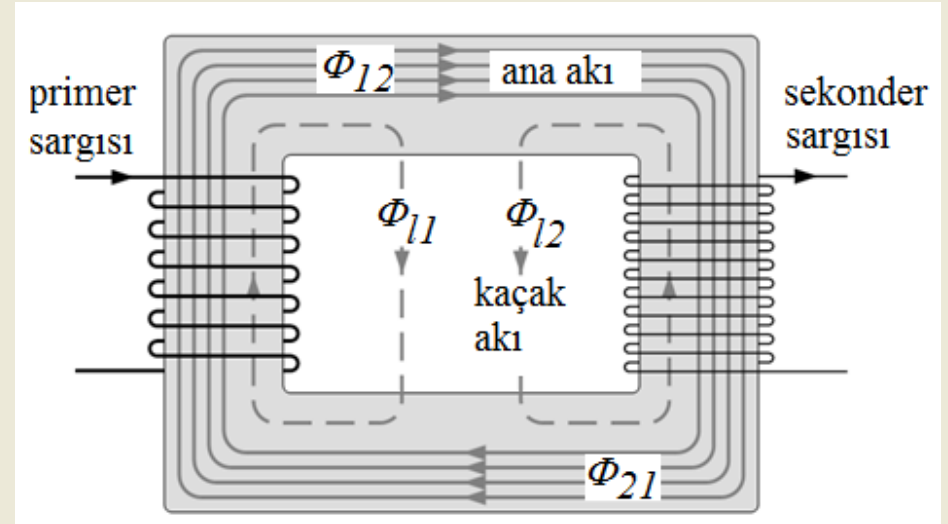 Φ12
ana akı
primer
sargısı
sekonder
sargısı
Φl1
Φl2
kaçak
akı
Φ21